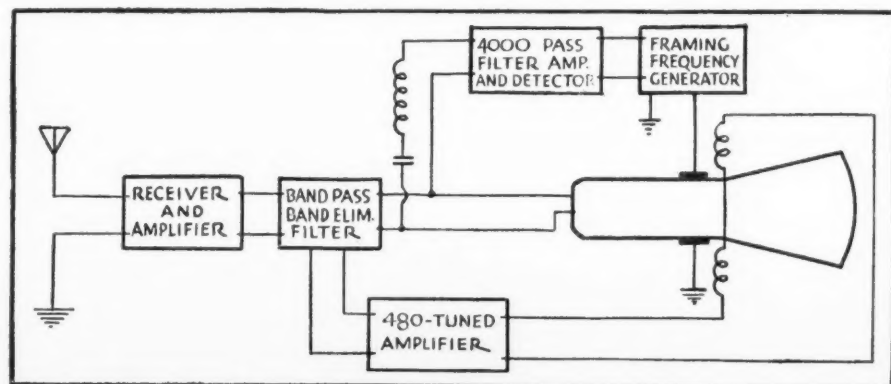 4000 PASS
FILTER AMP.
AND DETECTOR
FRAMING
FREQUENCY
GENERATOR
RECEIVER
AND
AMPLIFIER
BAND PASS
BAND ELIM.
FILTER
480-TUNED
AMPLIFIER